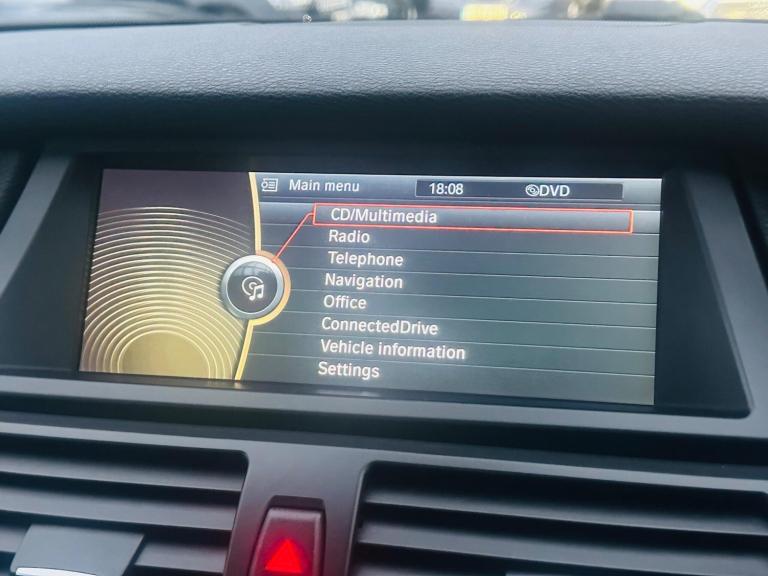 Main menu 18:08 DVD
CD/Multimedia
Radio
Telephone
Navigation
Office
ConnectedDrive
Vehicle information
Settings